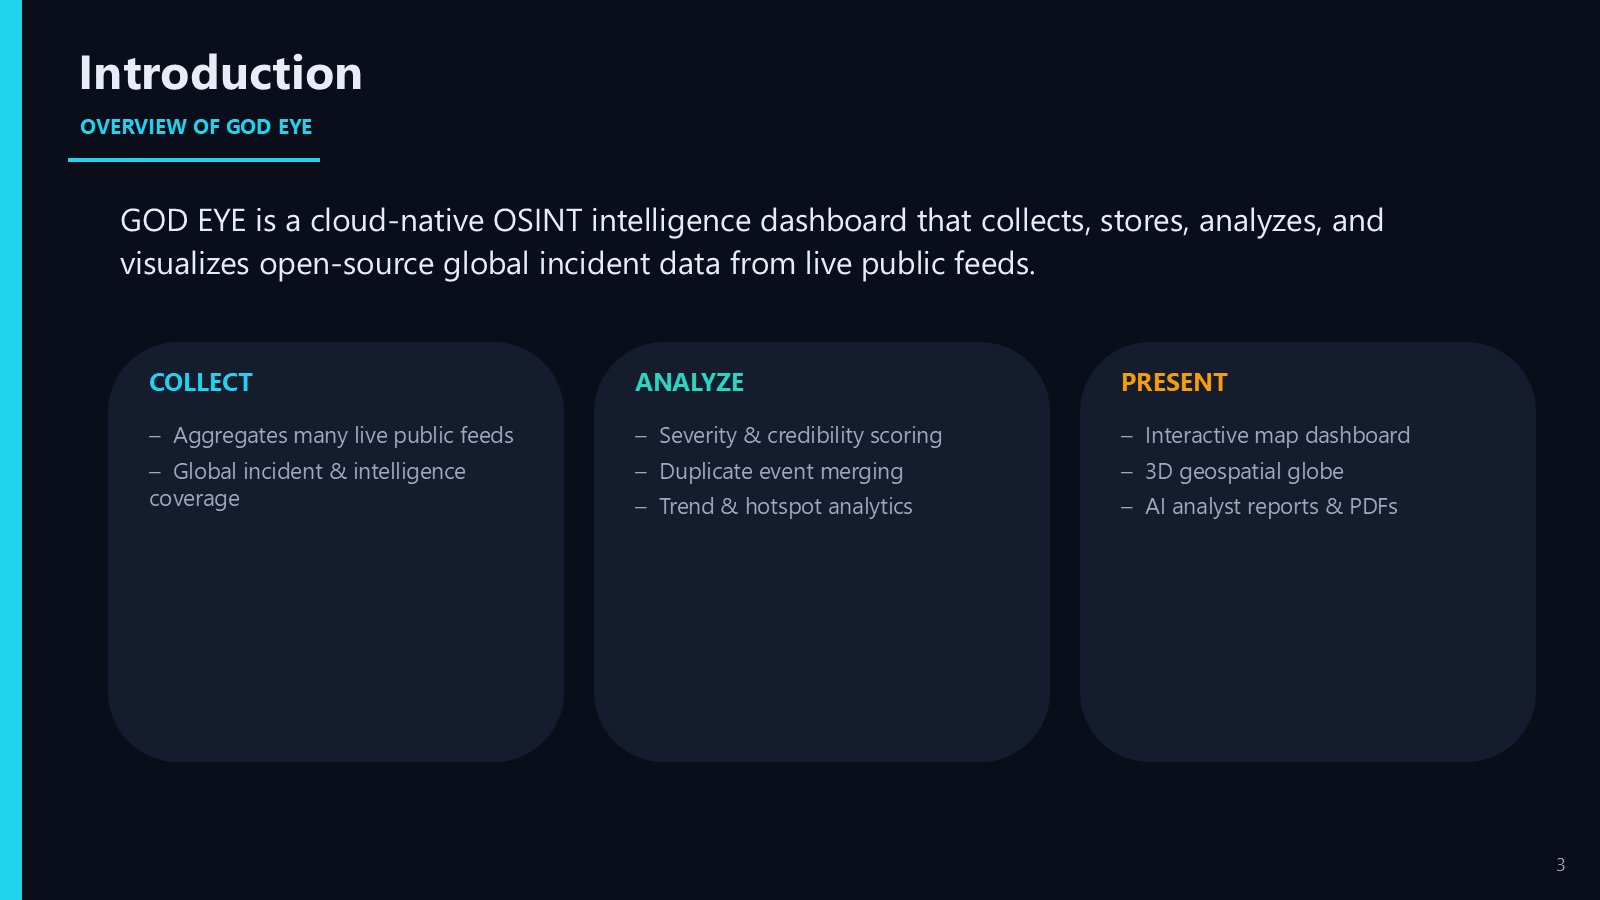 Introduction
OVERVIEW OF GOD EYE
GOD EYE is a cloud-native OSINT intelligence dashboard that collects, stores, analyzes, and
visualizes open-source global incident data from live public feeds.
COLLECT
– Aggregates many live public feeds
– Global incident & intelligence
coverage
ANALYZE
– Severity & credibility scoring
– Duplicate event merging
– Trend & hotspot analytics
PRESENT
– Interactive map dashboard
– 3D geospatial globe
– AI analyst reports & PDFs
3